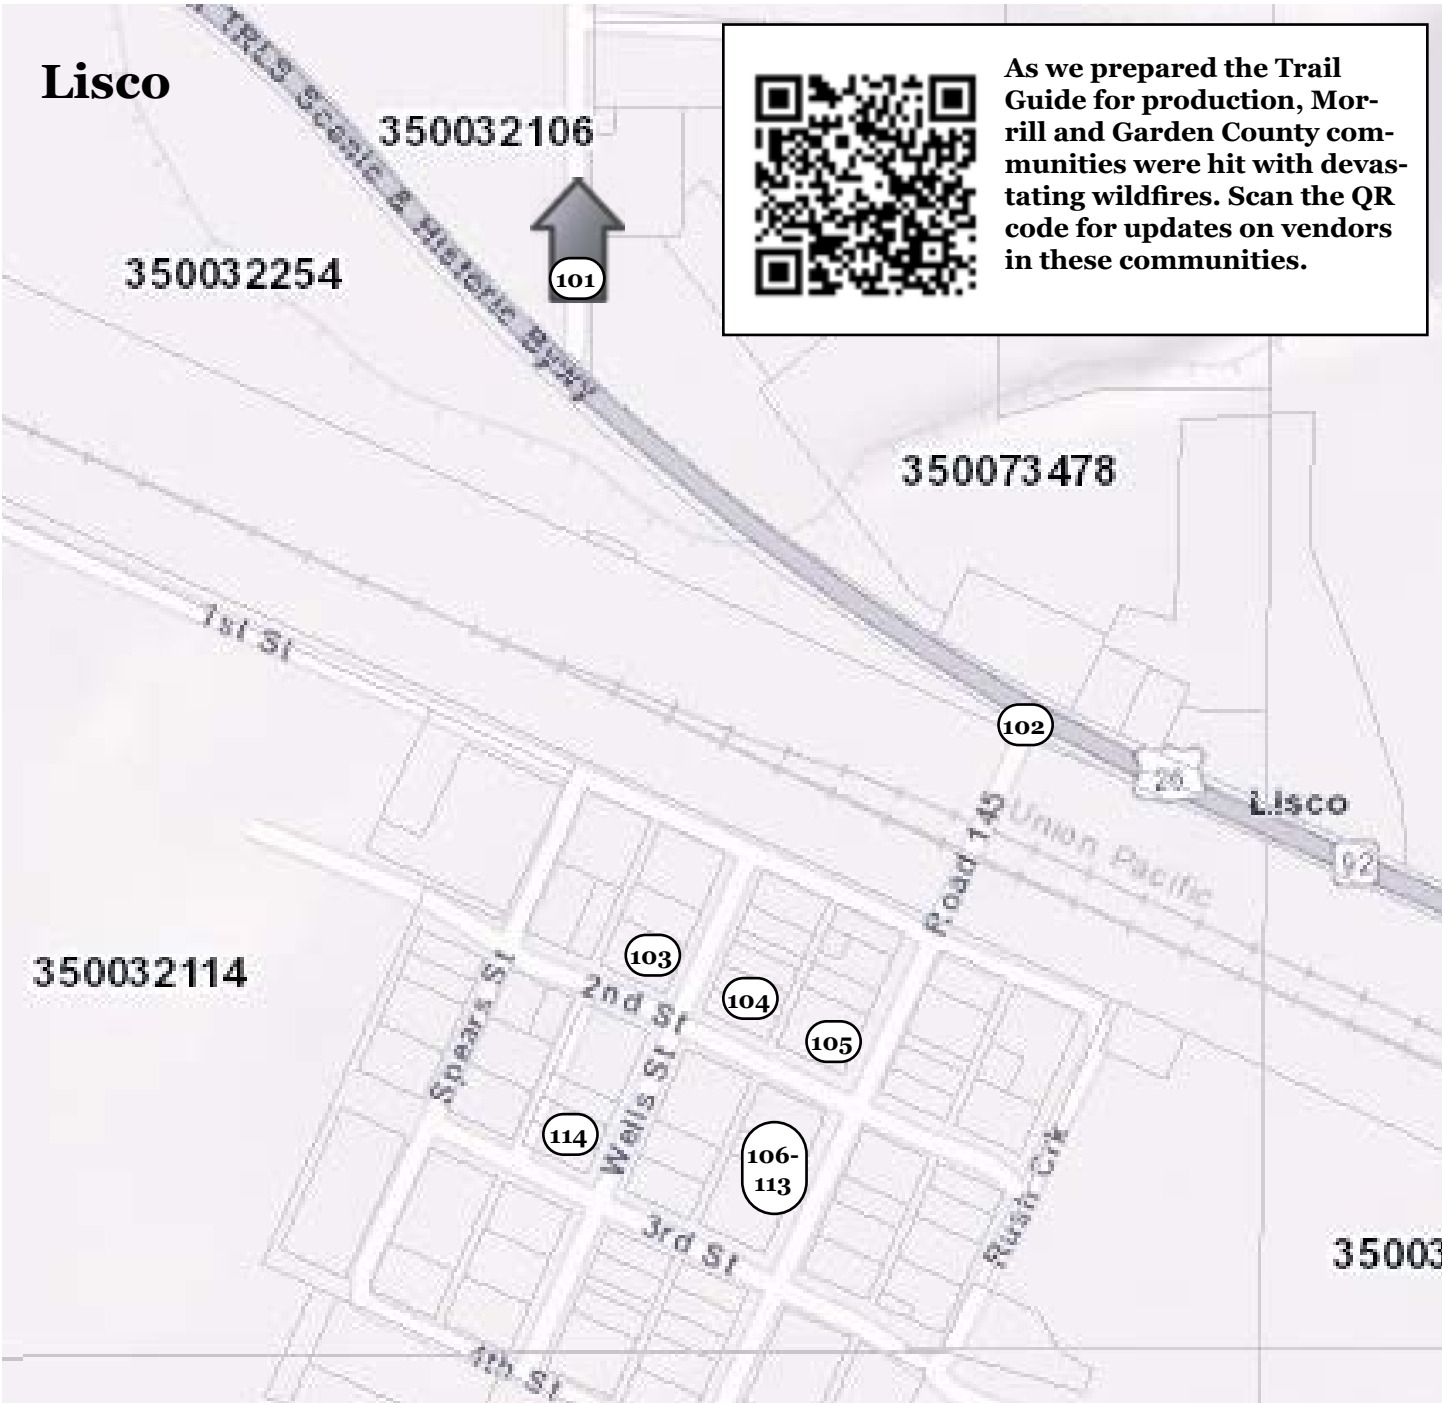 Lisco
As we prepared the Trail
Guide for production, Mor-
rill and Garden County com-
munities were hit with devas-
tating wildfires. Scan the QR
code for updates on vendors
in these communities.
TRLS Scenic & Historic Bywy
350032106
101
350032254
350073478
1st St
102
26
Lisco
92
Union Pacific
Road 145
103
2nd St
104
105
350032114
Spears St
Wells St
114
106-
113
Rush Crk
3rd St
35003
4th St